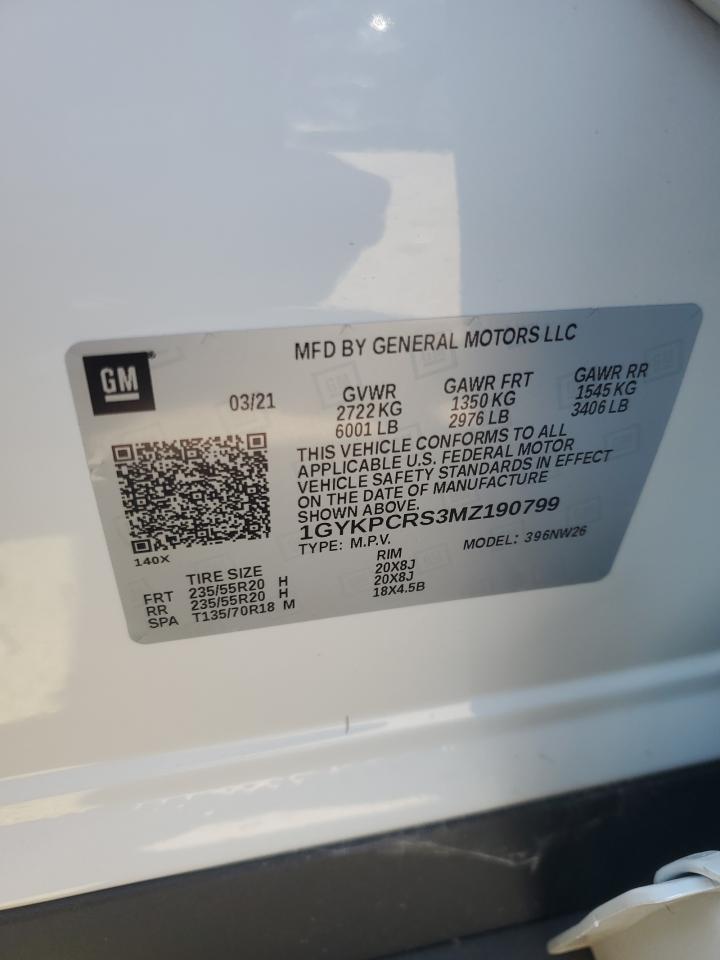 MFD BY GENERAL MOTORS LLC
GM
03/21
GVWR
2722 KG
6001 LB
GAWR FRT
1350 KG
2976 LB
GAWR RR
1545 KG
3406 LB
THIS VEHICLE CONFORMS TO ALL
APPLICABLE U.S. FEDERAL MOTOR
VEHICLE SAFETY STANDARDS IN EFFECT
ON THE DATE OF MANUFACTURE
SHOWN ABOVE.
1GYKPCRS3MZ190799
TYPE: M.P.V. MODEL: 396NW26
140X
TIRE SIZE RIM
FRT 235/55R20 H 20X8J
RR 235/55R20 H 20X8J
SPA T135/70R18 M 18X4.5B